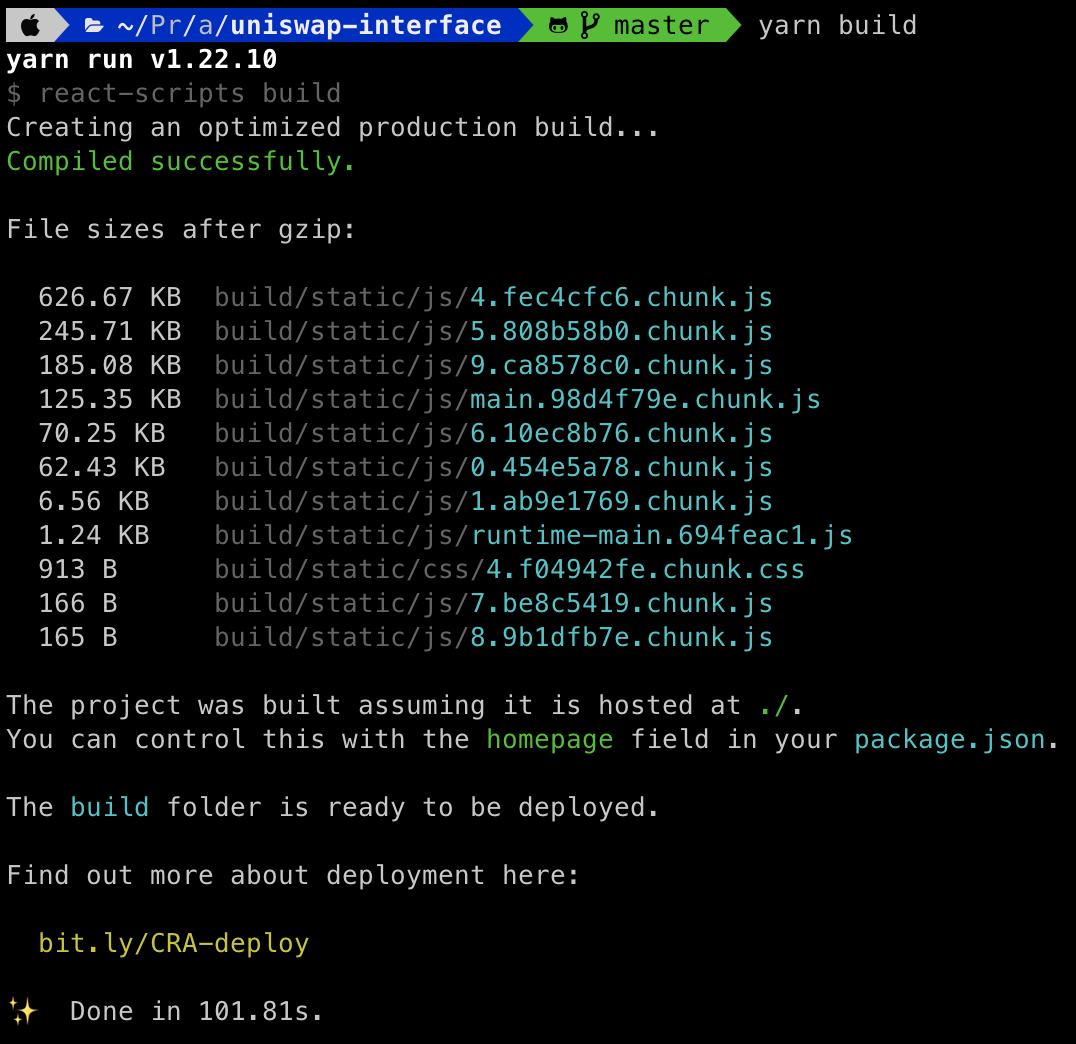 ~/Pr/a/uniswap-interface master yarn build
yarn run v1.22.10
$ react-scripts build
Creating an optimized production build...
Compiled successfully.
File sizes after gzip:
626.67 KB build/static/js/4.fec4cfc6.chunk.js
245.71 KB build/static/js/5.808b58b0.chunk.js
185.08 KB build/static/js/9.ca8578c0.chunk.js
125.35 KB build/static/js/main.98d4f79e.chunk.js
70.25 KB build/static/js/6.10ec8b76.chunk.js
62.43 KB build/static/js/0.454e5a78.chunk.js
6.56 KB build/static/js/1.ab9e1769.chunk.js
1.24 KB build/static/js/runtime-main.694feac1.js
913 B build/static/css/4.f04942fe.chunk.css
166 B build/static/js/7.be8c5419.chunk.js
165 B build/static/js/8.9b1dfb7e.chunk.js
The project was built assuming it is hosted at ./.
You can control this with the homepage field in your package.json.
The build folder is ready to be deployed.
Find out more about deployment here:
bit.ly/CRA-deploy
✨ Done in 101.81s.